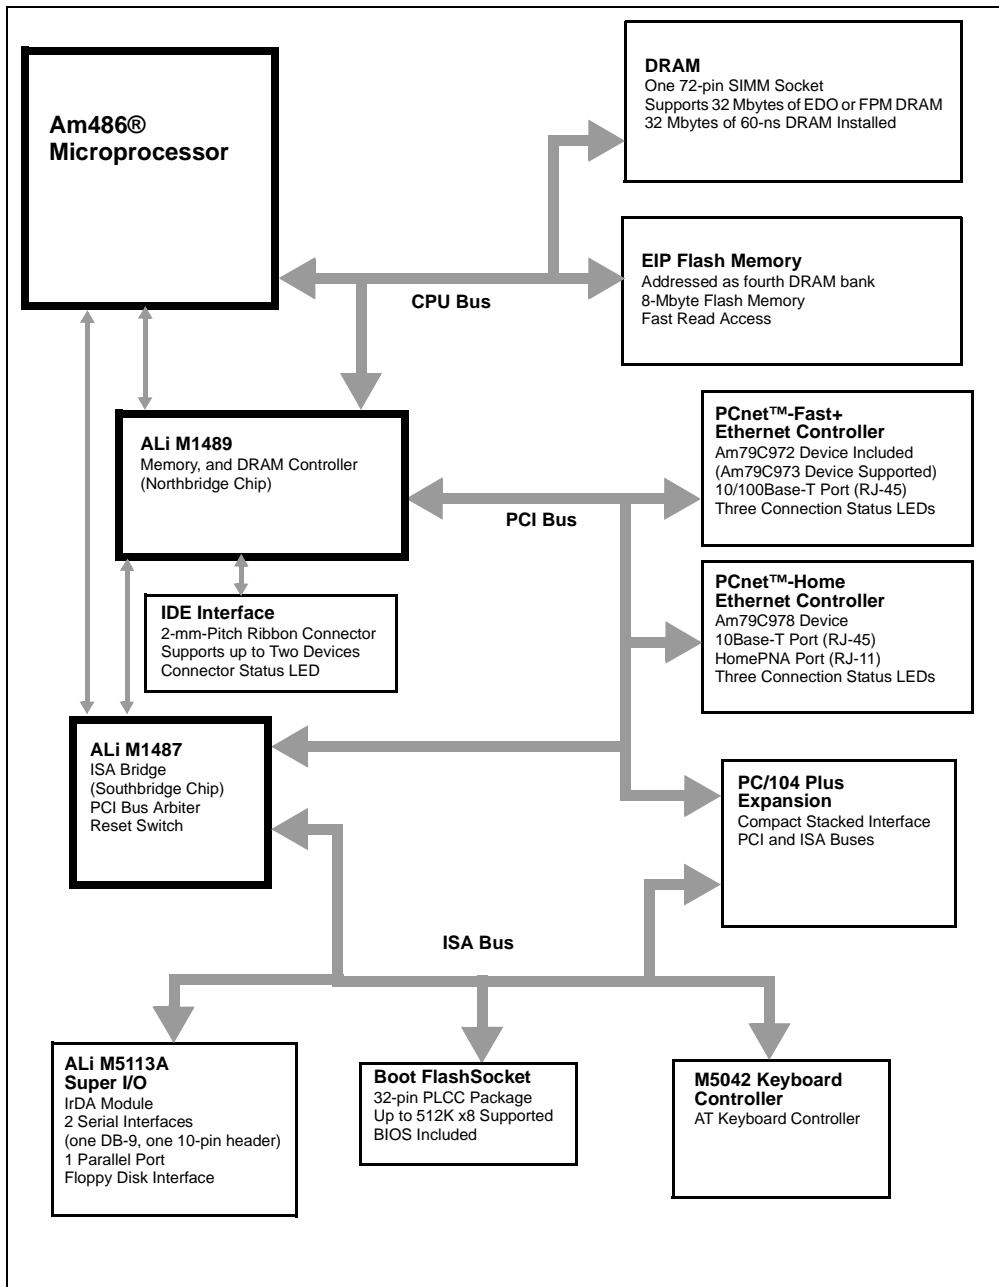 Am486®
Microprocessor
DRAM
One 72-pin SIMM Socket
Supports 32 Mbytes of EDO or FPM DRAM
32 Mbytes of 60-ns DRAM Installed
EIP Flash Memory
Addressed as fourth DRAM bank
8-Mbyte Flash Memory
Fast Read Access
CPU Bus
ALi M1489
Memory, and DRAM Controller
(Northbridge Chip)
PCnet™-Fast+
Ethernet Controller
Am79C972 Device Included
(Am79C973 Device Supported)
10/100Base-T Port (RJ-45)
Three Connection Status LEDs
PCI Bus
IDE Interface
2-mm-Pitch Ribbon Connector
Supports up to Two Devices
Connector Status LED
PCnet™-Home
Ethernet Controller
Am79C978 Device
10Base-T Port (RJ-45)
HomePNA Port (RJ-11)
Three Connection Status LEDs
ALi M1487
ISA Bridge
(Southbridge Chip)
PCI Bus Arbiter
Reset Switch
PC/104 Plus
Expansion
Compact Stacked Interface
PCI and ISA Buses
ISA Bus
ALi M5113A
Super I/O
IrDA Module
2 Serial Interfaces
(one DB-9, one 10-pin header)
1 Parallel Port
Floppy Disk Interface
Boot FlashSocket
32-pin PLCC Package
Up to 512K x8 Supported
BIOS Included
M5042 Keyboard
Controller
AT Keyboard Controller